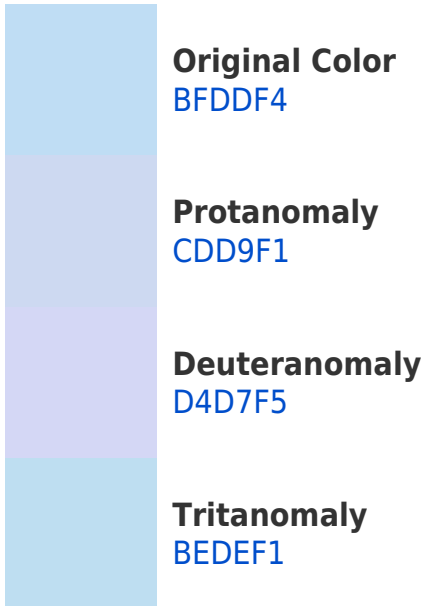 Original Color
BFDDF4
Protanomaly
CDD9F1
Deuteranomaly
D4D7F5
Tritanomaly
BEDEF1